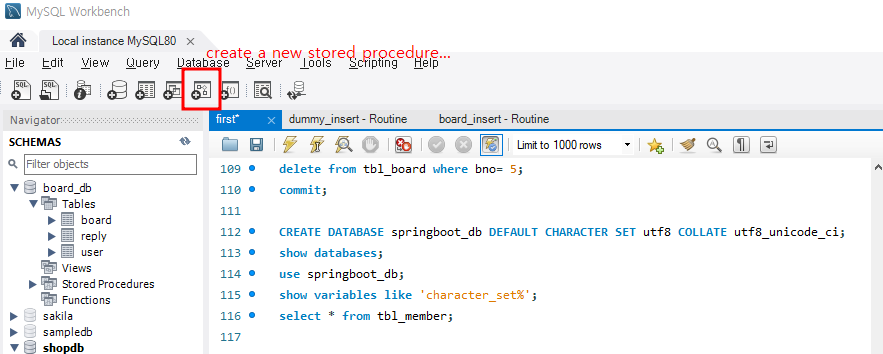 MySQL Workbench
Local instance MySQL80
create a new stored procedure...
File Edit View Query Database Server Tools Scripting Help
SQL SQL
Navigator
first* dummy_insert - Routine board_insert - Routine
SCHEMAS
Limit to 1000 rows
Filter objects
board_db
Tables
board
reply
user
Views
Stored Procedures
Functions
sakila
sampledb
shopdb
109 delete from tbl_board where bno= 5;
110 commit;
111
112 CREATE DATABASE springboot_db DEFAULT CHARACTER SET utf8 COLLATE utf8_unicode_ci;
113 show databases;
114 use springboot_db;
115 show variables like 'character_set%';
116 select * from tbl_member;
117